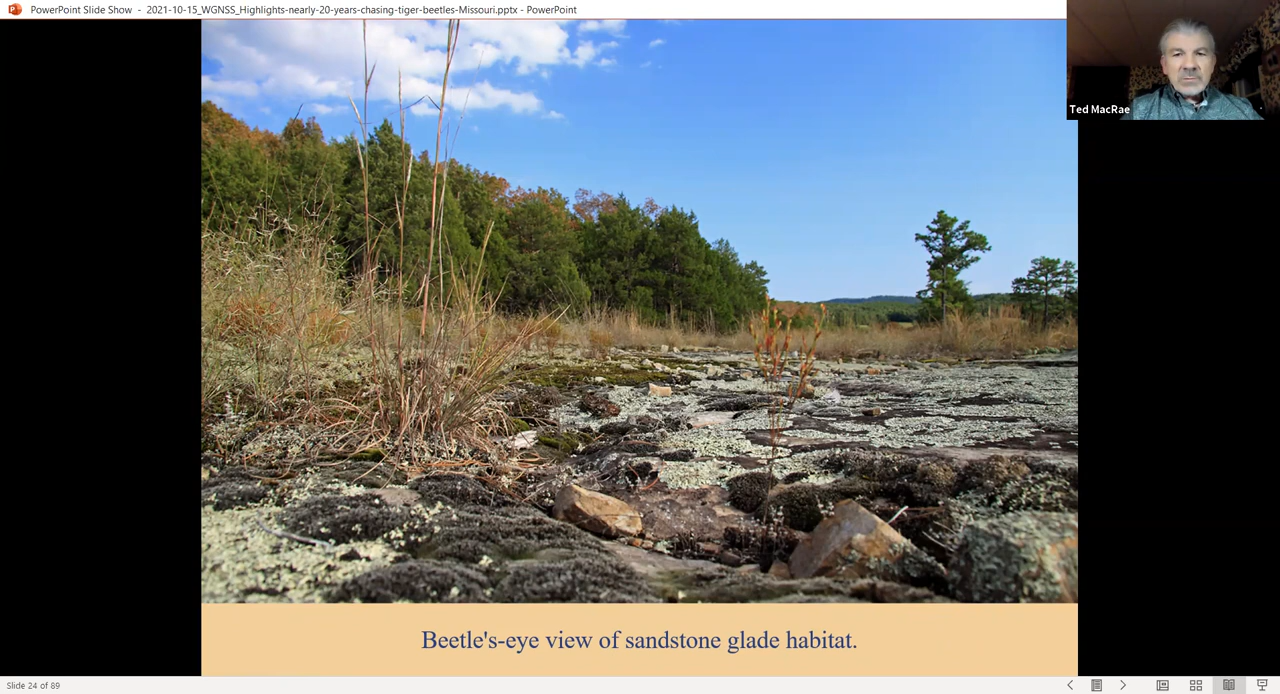 PowerPoint Slide Show - 2021-10-15_WGNSS_Highlights-nearly-20-years-chasing-tiger-beetles-Missouri.pptx - PowerPoint
Ted MacRae
Beetle's-eye view of sandstone glade habitat.
Slide 24 of 89